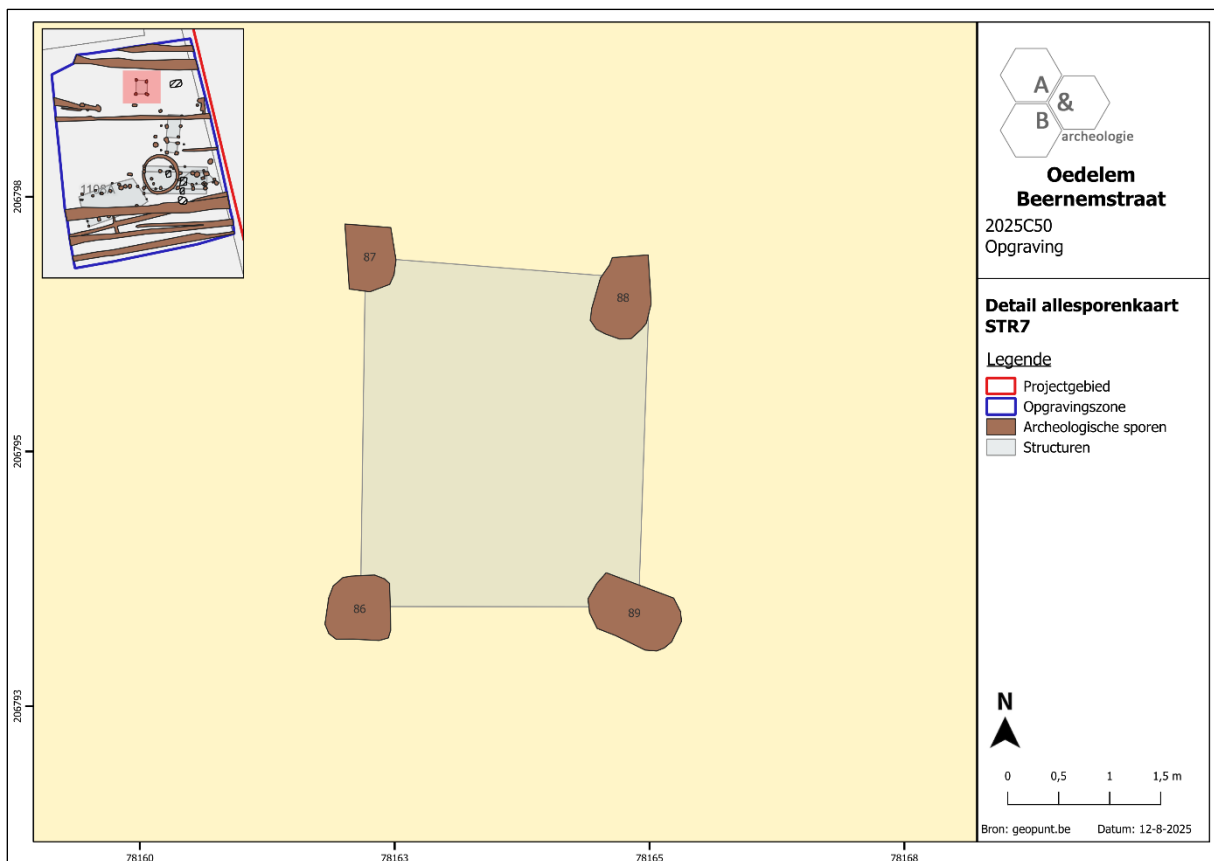 1108
206798
206795
206793
87
88
86
89
78160
78163
78165
78168
A
&
B
archeologie
Oedelem
Beernemstraat
2025C50
Opgraving
Detail allesporenkaart
STR7
Legende
Projectgebied
Opgravingszone
Archeologische sporen
Structuren
N
0 0,5 1 1,5 m
Bron: geopunt.be Datum: 12-8-2025